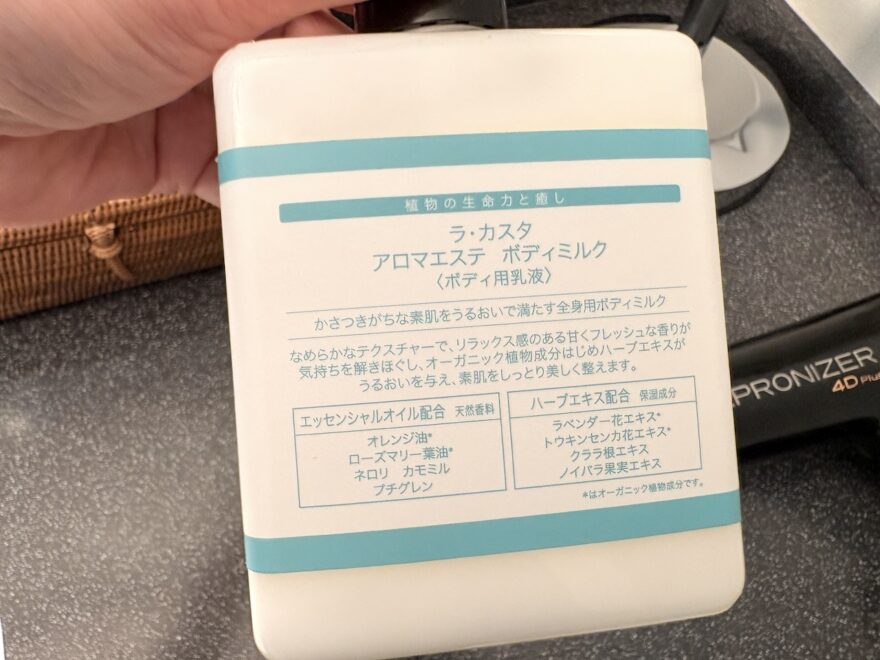 植物の生命力と癒し
ラ・カスタ
アロマエステ ボディミルク
〈ボディ用乳液〉
かさつきがちな素肌をうるおいで満たす全身用ボディミルク
なめらかなテクスチャーで、リラックス感のある甘くフレッシュな香りが
気持ちを解きほぐし、オーガニック植物成分はじめハーブエキスが
うるおいを与え、素肌をしっとり美しく整えます。
エッセンシャルオイル配合 天然香料
オレンジ油*
ローズマリー葉油*
ネロリ カモミル
プチグレン
ハーブエキス配合 保湿成分
ラベンダー花エキス*
トウキンセンカ花エキス*
クララ根エキス
ノイバラ果実エキス
*はオーガニック植物成分です。
PRONIZER
4D Plus